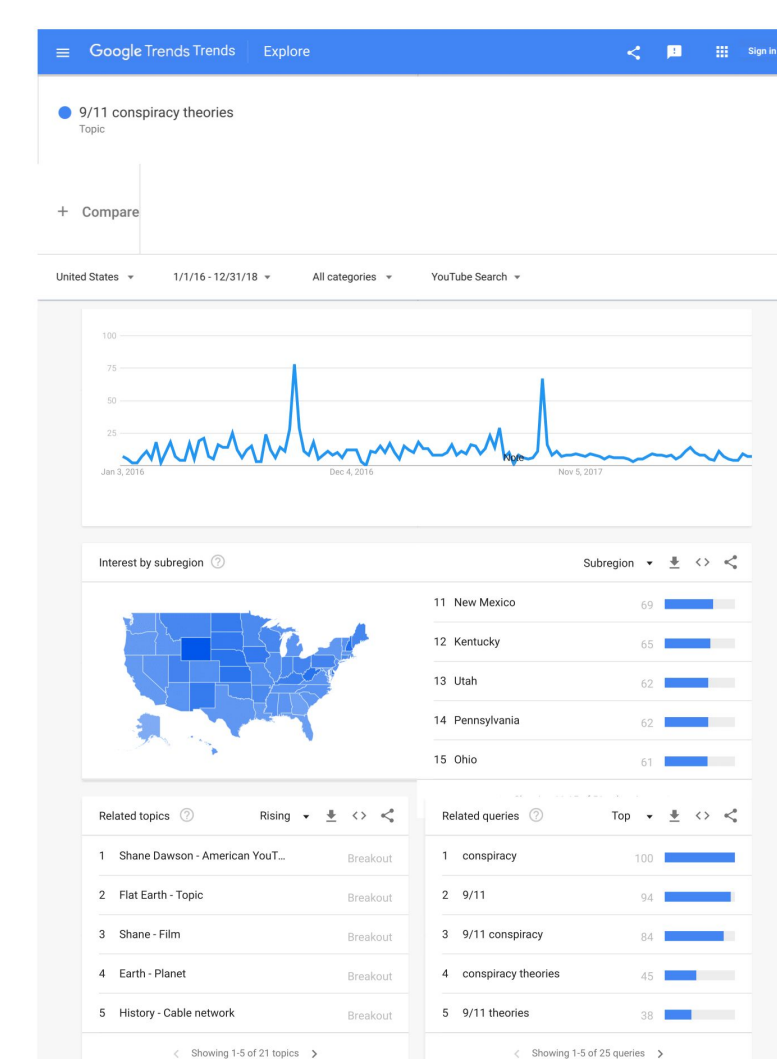 Google Trends Trends Explore Sign in
9/11 conspiracy theories
Topic
+ Compare
United States 1/1/16 - 12/31/18 All categories YouTube Search
100
75
50
25
Note
Jan 3, 2016 Dec 4, 2016 Nov 5, 2017
Interest by subregion Subregion
11 New Mexico 69
12 Kentucky 65
13 Utah 62
14 Pennsylvania 62
15 Ohio 61
Related topics Rising
1 Shane Dawson - American YouT... Breakout
2 Flat Earth - Topic Breakout
3 Shane - Film Breakout
4 Earth - Planet Breakout
5 History - Cable network Breakout
Showing 1-5 of 21 topics
Related queries Top
1 conspiracy 100
2 9/11 94
3 9/11 conspiracy 84
4 conspiracy theories 45
5 9/11 theories 38
Showing 1-5 of 25 queries